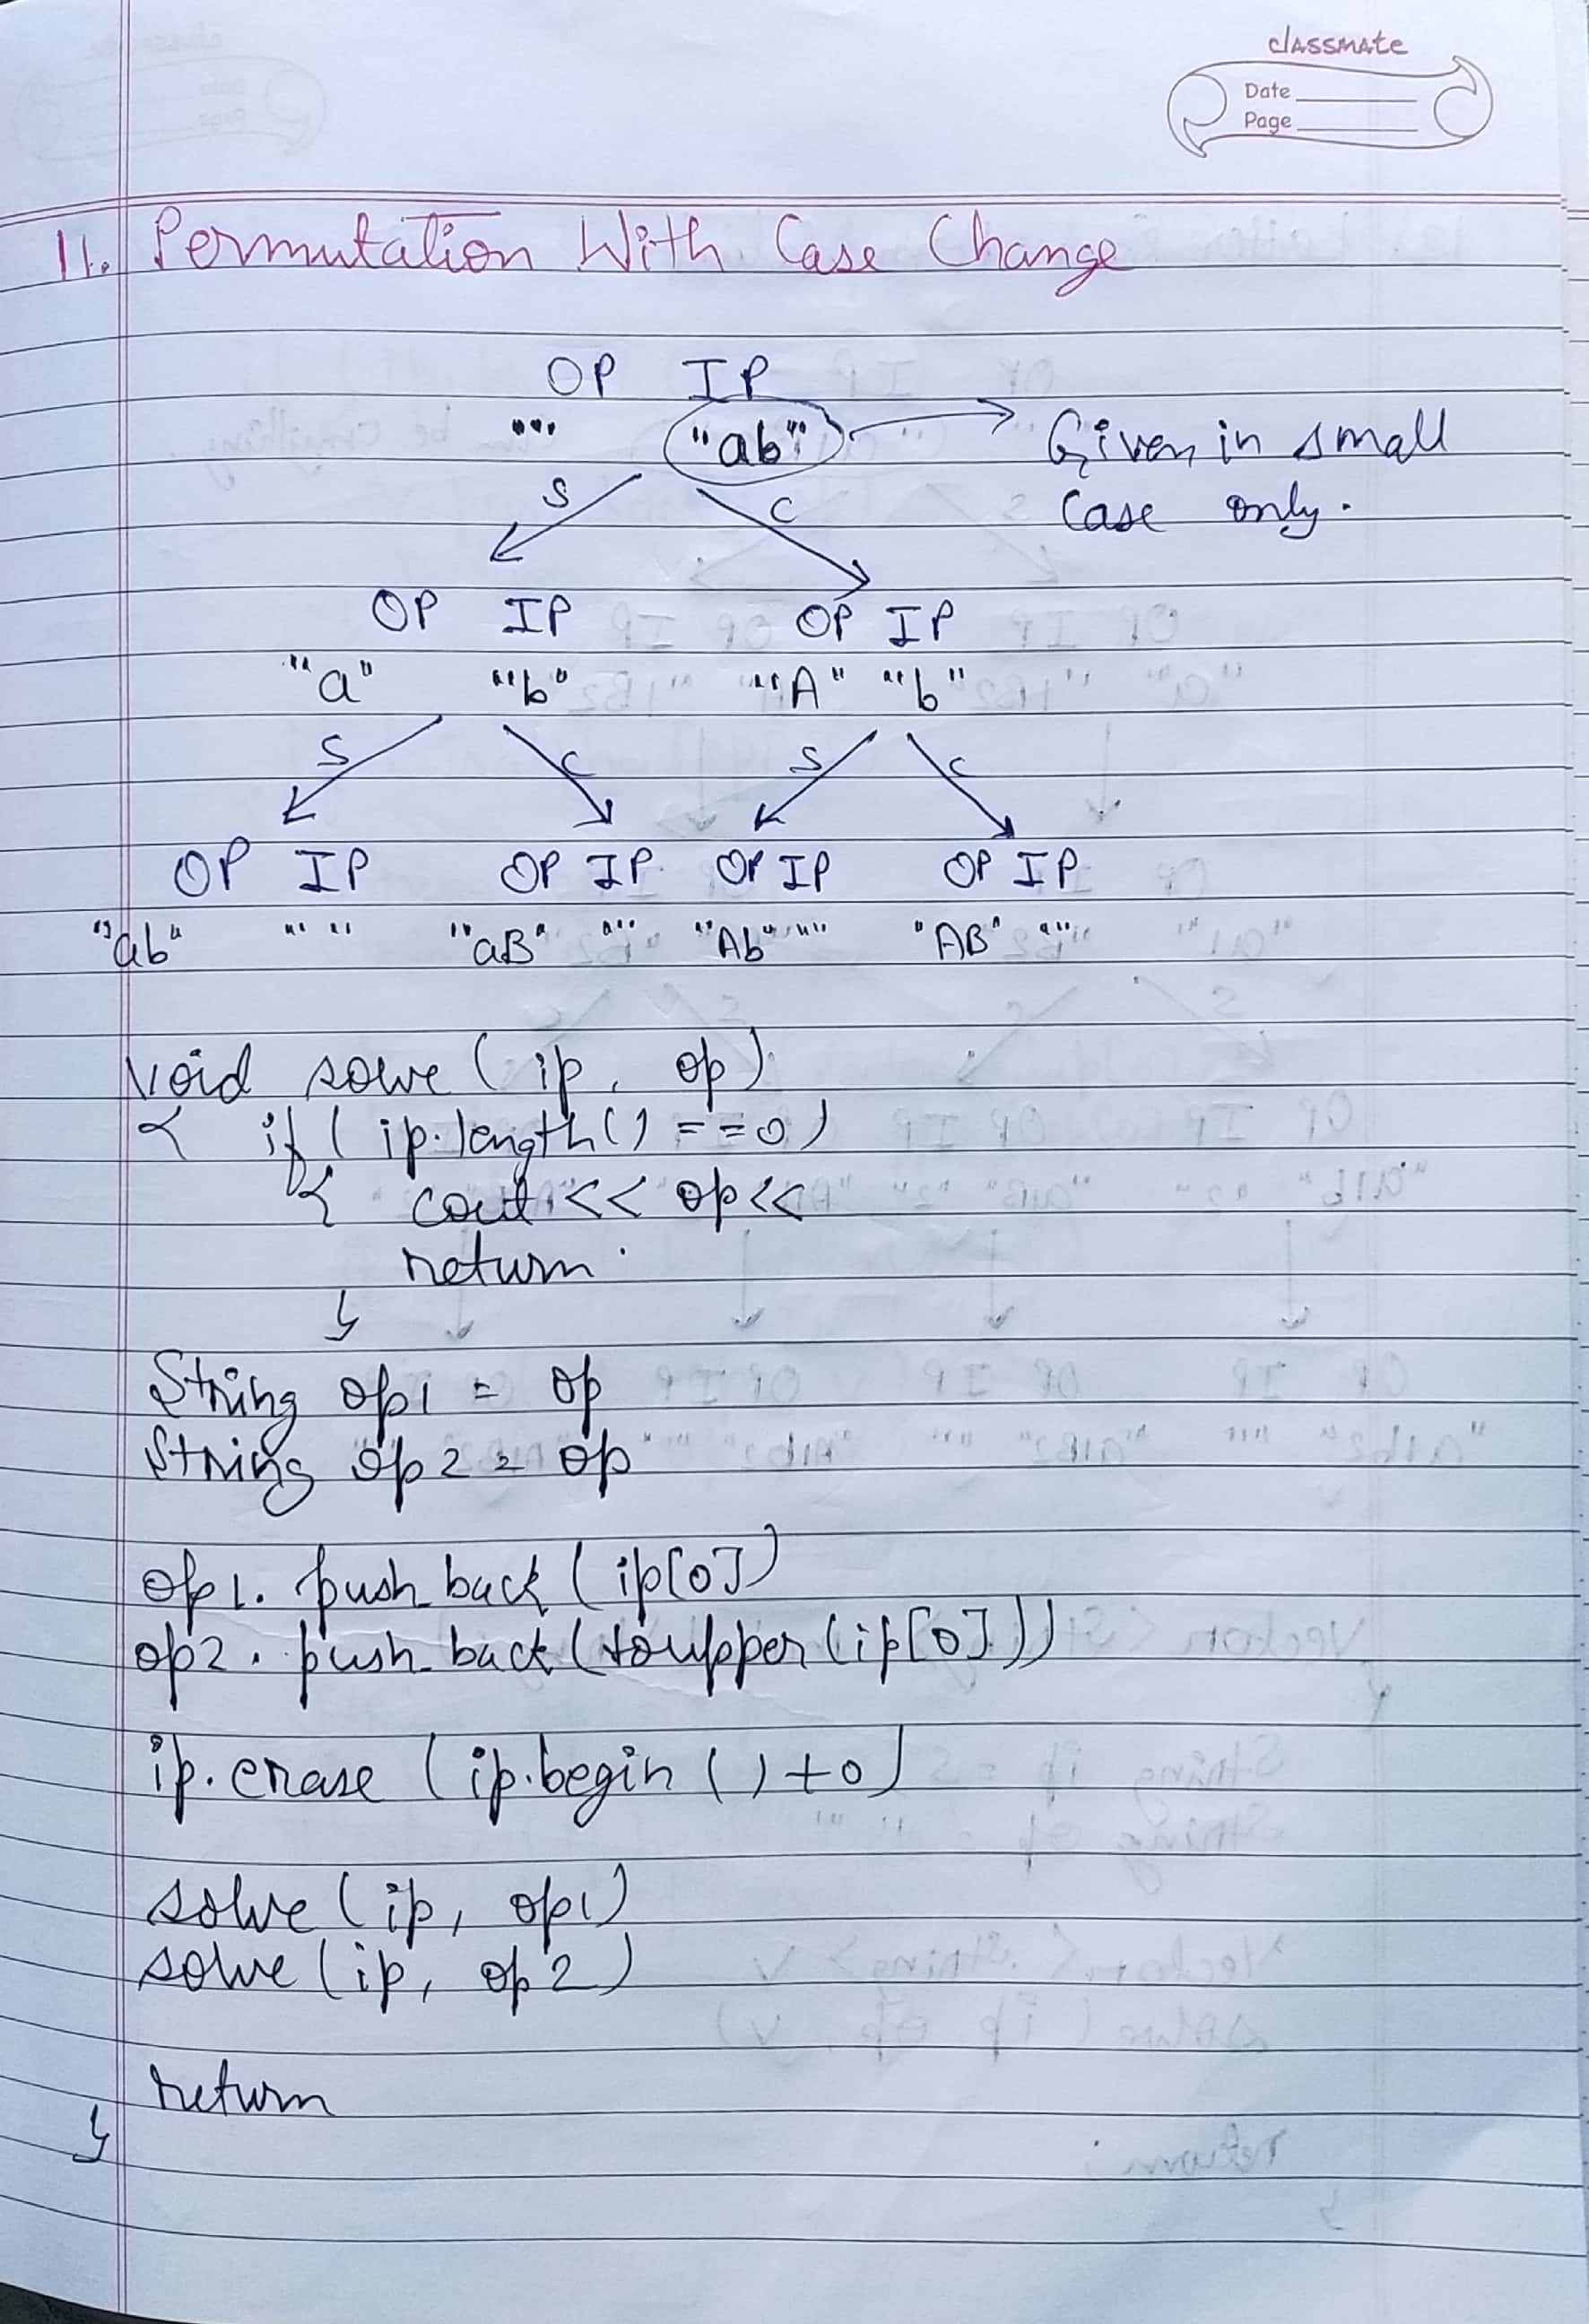 classmate
Date
Page
11. Permutation With Case Change
OP IP
"" "ab" → Given in small
case only.
S C
OP IP OP IP
"a" "b" "A" "b"
S C S C
OP IP OP IP OP IP OP IP
"ab" "" "aB" "" "Ab" "" "AB" ""
void solve ( ip, op )
{ if ( ip.length() == 0 )
{ cout << op <<
return
}
String op1 = op
String op2 = op
op1. push_back ( ip[0] )
op2. push_back ( toupper ( ip[0] ) )
ip. erase ( ip.begin () + 0 )
solve ( ip, op1 )
solve ( ip, op2 )
return
}